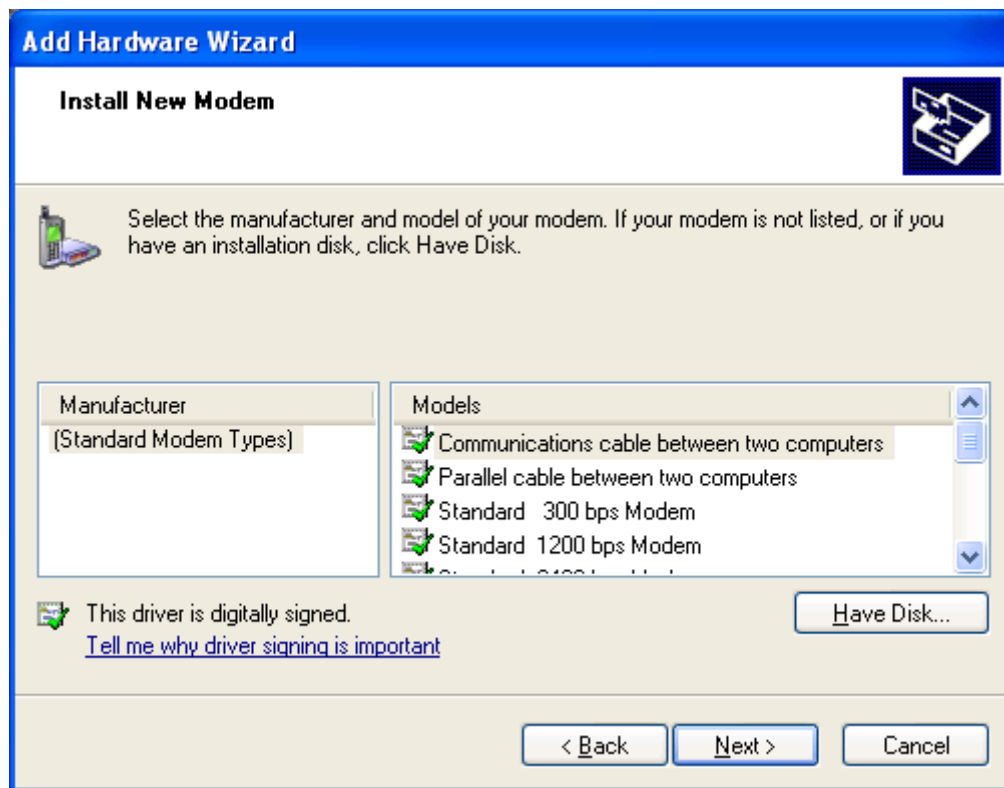 Add Hardware Wizard
Install New Modem
Select the manufacturer and model of your modem. If your modem is not listed, or if you
have an installation disk, click Have Disk.
Manufacturer
(Standard Modem Types)
Models
Communications cable between two computers
Parallel cable between two computers
Standard 300 bps Modem
Standard 1200 bps Modem
This driver is digitally signed.
Tell me why driver signing is important
Have Disk...
< Back
Next >
Cancel